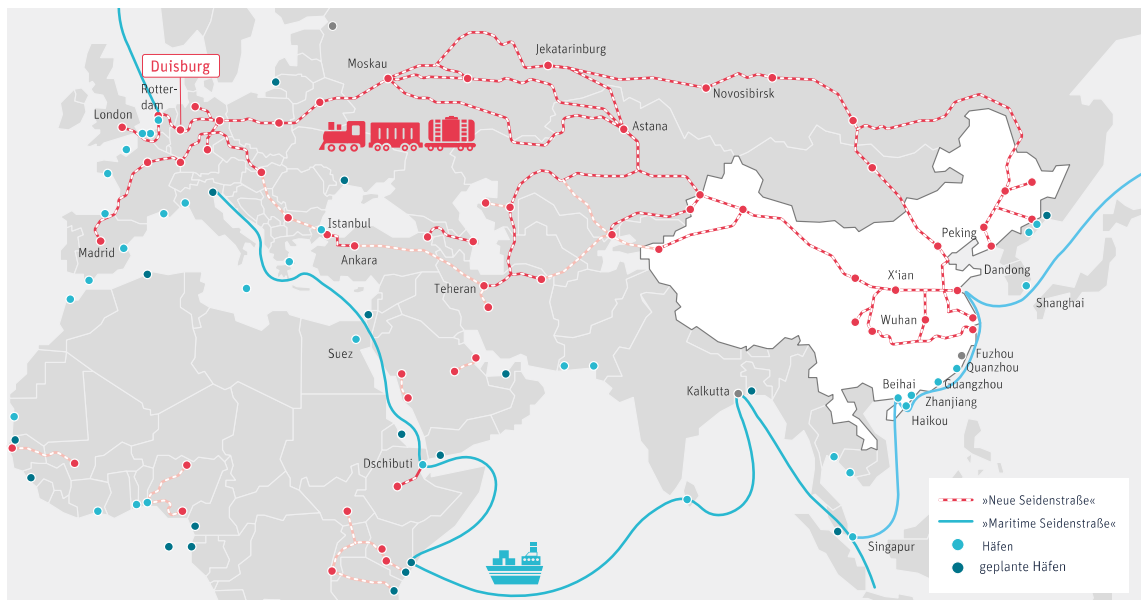 Jekatarinburg
Moskau
Duisburg
Rotter-
dam
Novosibirsk
London
Astana
Istanbul
Peking
Madrid
Ankara
Dandong
X'ian
Teheran
Shanghai
Wuhan
Suez
Fuzhou
Quanzhou
Beihai
Guangzhou
Kalkutta
Zhanjiang
Haikou
Dschibuti
»Neue Seidenstraße«
»Maritime Seidenstraße«
Häfen
Singapur
geplante Häfen